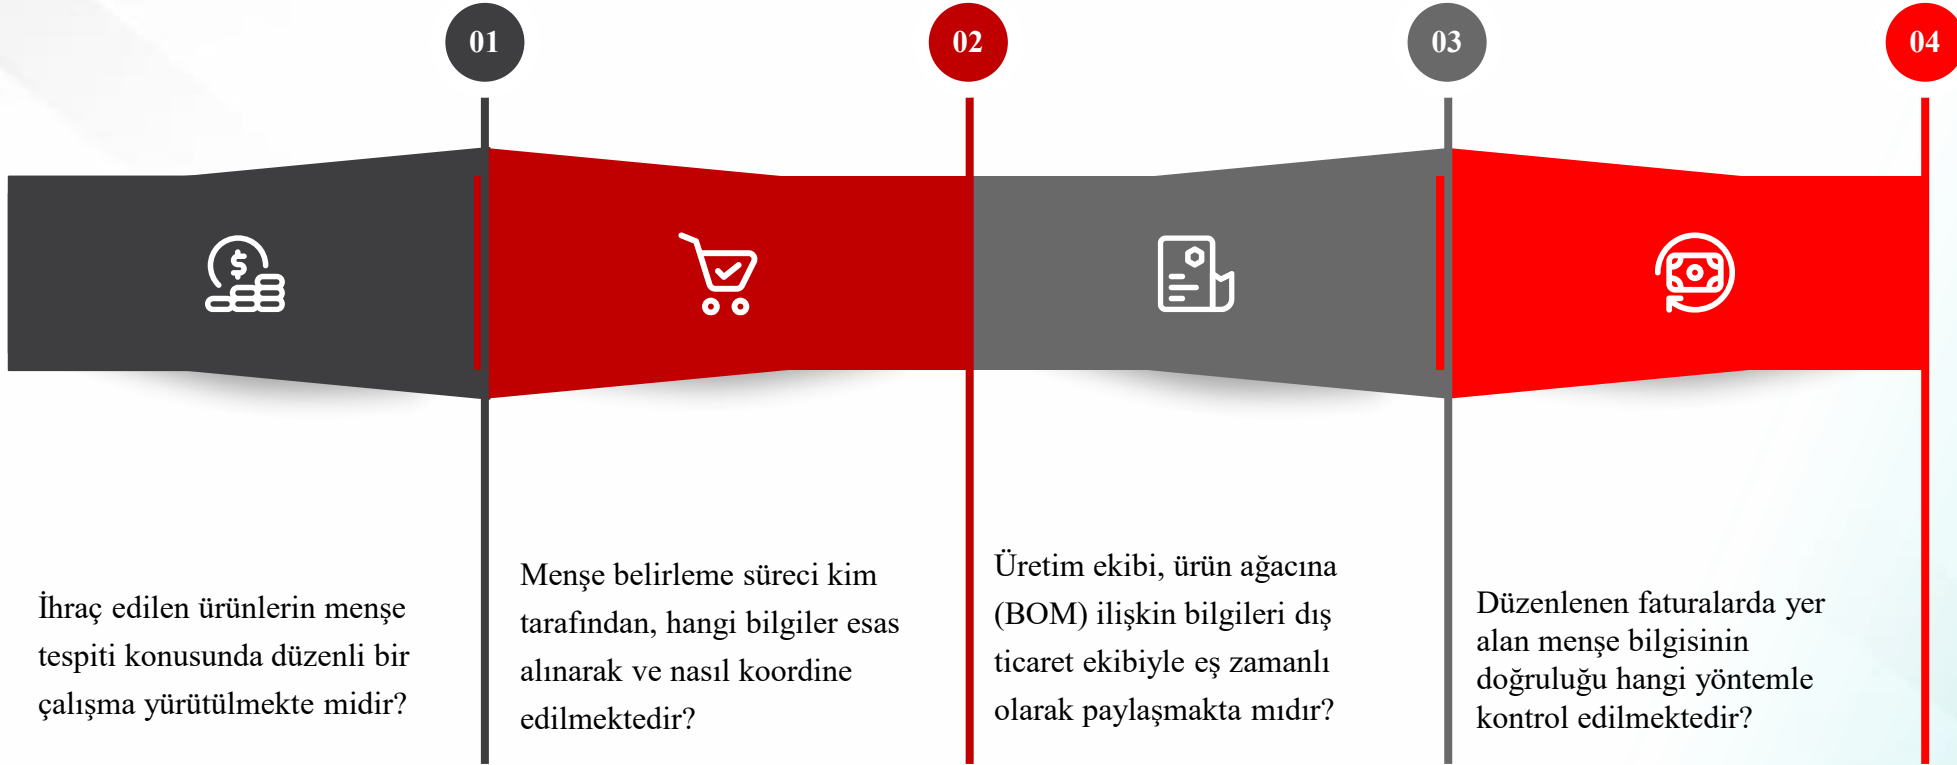 01
İhraç edilen ürünlerin menşe
tespiti konusunda düzenli bir
çalışma yürütülmekte midir?
02
Menşe belirleme süreci kim
tarafından, hangi bilgiler esas
alınarak ve nasıl koordine
edilmektedir?
03
Üretim ekibi, ürün ağacına
(BOM) ilişkin bilgileri dış
ticaret ekibiyle eş zamanlı
olarak paylaşmakta mıdır?
04
Düzenlenen faturalarda yer
alan menşe bilgisinin
doğruluğu hangi yöntemle
kontrol edilmektedir?